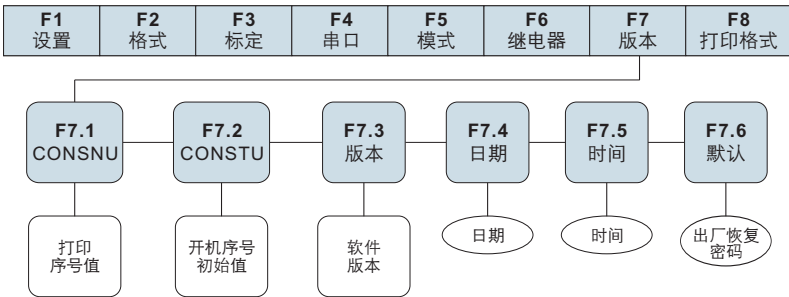 F1 F2 F3 F4 F5 F6 F7 F8
设置 格式 标定 串口 模式 继电器 版本 打印格式
F7.1 F7.2 F7.3 F7.4 F7.5 F7.6
CONSNU CONSTU 版本 日期 时间 默认
打印 开机序号 软件 日期 时间 出厂恢复
序号值 初始值 版本 密码